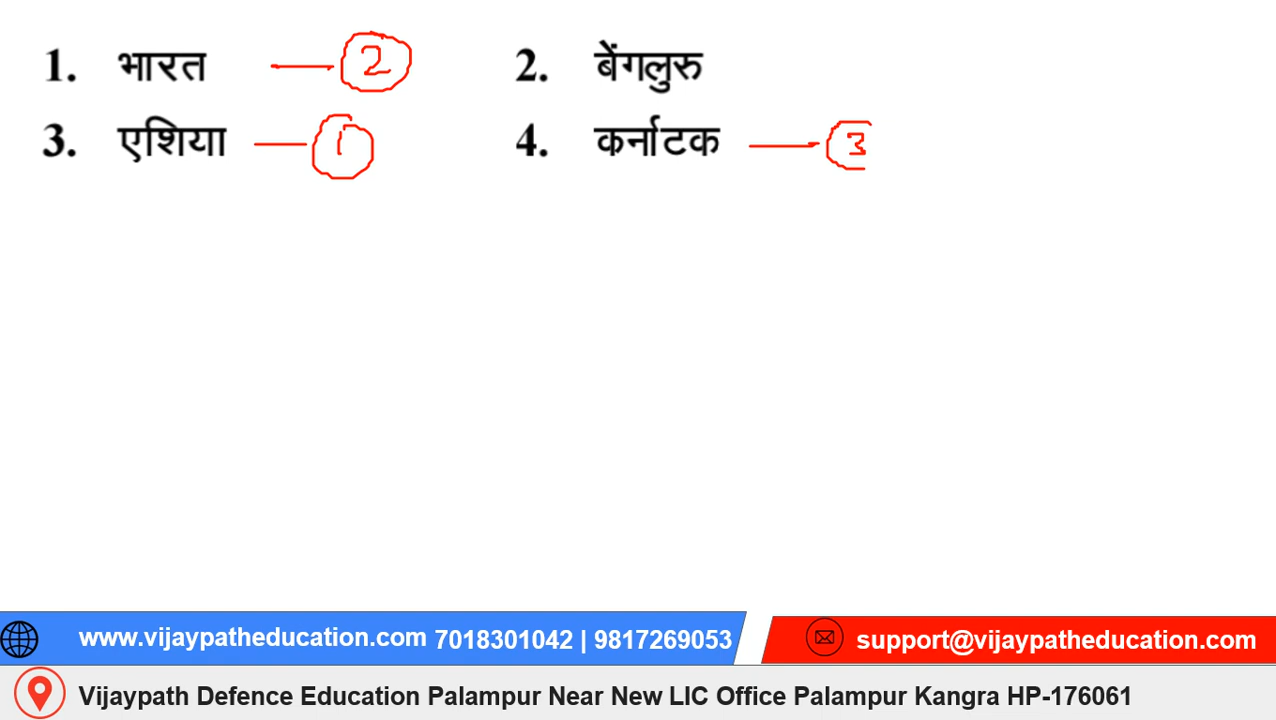 1. भारत — 2 2. बेंगलुरु
3. एशिया — 1 4. कर्नाटक — 3
www.vijaypatheducation.com 7018301042 | 9817269053 support@vijaypatheducation.com
Vijaypath Defence Education Palampur Near New LIC Office Palampur Kangra HP-176061